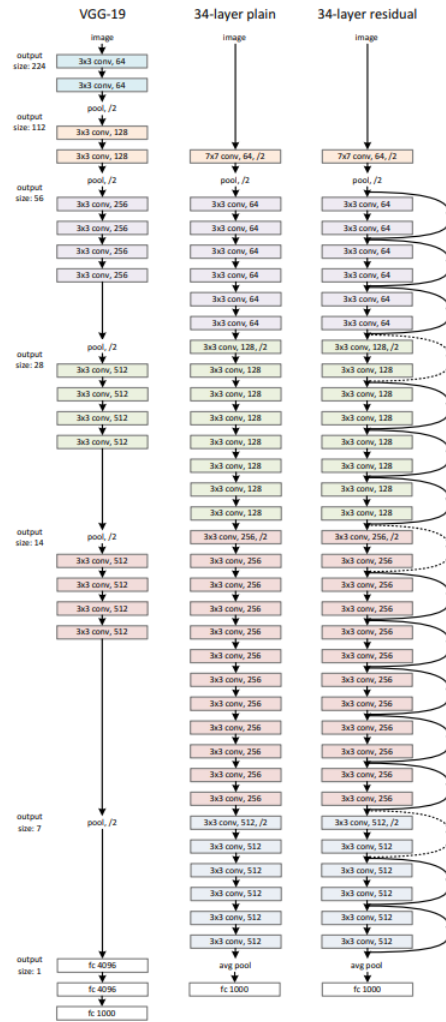 output
size: 224
output
size: 112
output
size: 56
output
size: 28
output
size: 14
output
size: 7
output
size: 1
VGG-19
image
3x3 conv, 64
3x3 conv, 64
pool, /2
3x3 conv, 128
3x3 conv, 128
pool, /2
3x3 conv, 256
3x3 conv, 256
3x3 conv, 256
3x3 conv, 256
pool, /2
3x3 conv, 512
3x3 conv, 512
3x3 conv, 512
3x3 conv, 512
pool, /2
3x3 conv, 512
3x3 conv, 512
3x3 conv, 512
3x3 conv, 512
pool, /2
fc 4096
fc 4096
fc 1000
34-layer plain
image
7x7 conv, 64, /2
pool, /2
3x3 conv, 64
3x3 conv, 64
3x3 conv, 64
3x3 conv, 64
3x3 conv, 64
3x3 conv, 64
3x3 conv, 128, /2
3x3 conv, 128
3x3 conv, 128
3x3 conv, 128
3x3 conv, 128
3x3 conv, 128
3x3 conv, 128
3x3 conv, 128
3x3 conv, 256, /2
3x3 conv, 256
3x3 conv, 256
3x3 conv, 256
3x3 conv, 256
3x3 conv, 256
3x3 conv, 256
3x3 conv, 256
3x3 conv, 256
3x3 conv, 256
3x3 conv, 256
3x3 conv, 256
3x3 conv, 512, /2
3x3 conv, 512
3x3 conv, 512
3x3 conv, 512
3x3 conv, 512
3x3 conv, 512
avg pool
fc 1000
34-layer residual
image
7x7 conv, 64, /2
pool, /2
3x3 conv, 64
3x3 conv, 64
3x3 conv, 64
3x3 conv, 64
3x3 conv, 64
3x3 conv, 64
3x3 conv, 128, /2
3x3 conv, 128
3x3 conv, 128
3x3 conv, 128
3x3 conv, 128
3x3 conv, 128
3x3 conv, 128
3x3 conv, 128
3x3 conv, 256, /2
3x3 conv, 256
3x3 conv, 256
3x3 conv, 256
3x3 conv, 256
3x3 conv, 256
3x3 conv, 256
3x3 conv, 256
3x3 conv, 256
3x3 conv, 256
3x3 conv, 256
3x3 conv, 256
3x3 conv, 512, /2
3x3 conv, 512
3x3 conv, 512
3x3 conv, 512
3x3 conv, 512
3x3 conv, 512
avg pool
fc 1000